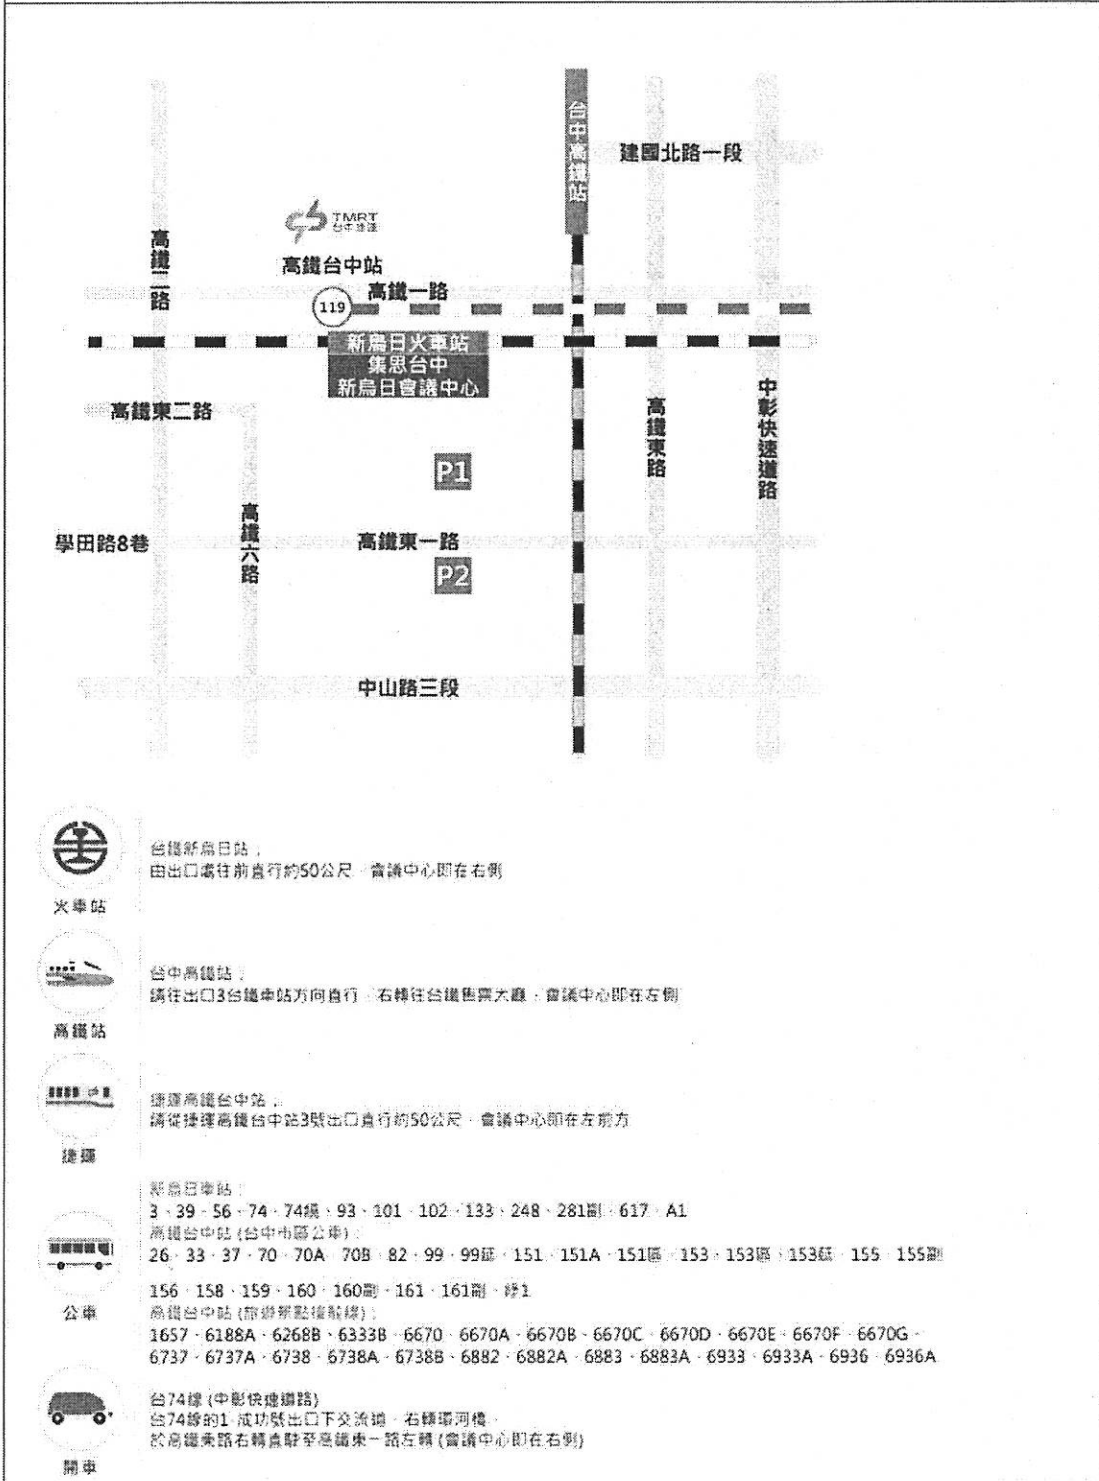 台中高鐵站
建國北路一段
TMRT
台中捷運
高鐵二路
高鐵台中站
高鐵一路
119
新烏日火車站
集思台中
新烏日會議中心
高鐵東二路
高鐵東路
中彰快速道路
P1
高鐵六路
學田路8巷
高鐵東一路
P2
中山路三段
台鐵新烏日站：
由出口處往前直行約50公尺，會議中心即在右側
火車站
台中高鐵站：
請往出口3台鐵車站方向直行，右轉往台鐵售票大廳，會議中心即在左側
高鐵站
捷運高鐵台中站：
請從捷運高鐵台中站3號出口直行約50公尺，會議中心即在左前方
捷運
新烏日車站：
3、39、56、74、74繞、93、101、102、133、248、281副、617、A1
高鐵台中站 (台中市區公車)：
26、33、37、70、70A、70B、82、99、99延、151、151A、151區、153、153區、153延、155、155副
156、158、159、160、160副、161、161副、綠1
公車
高鐵台中站 (旅遊景點接駁線)：
1657、6188A、6268B、6333B、6670、6670A、6670B、6670C、6670D、6670E、6670F、6670G、
6737、6737A、6738、6738A、6738B、6882、6882A、6883、6883A、6933、6933A、6936、6936A
台74線 (中彰快速道路)
台74線的1-成功號出口下交流道，右轉環河橋，
於高鐵東路右轉直駛至高鐵東一路左轉 (會議中心即在右側)
開車